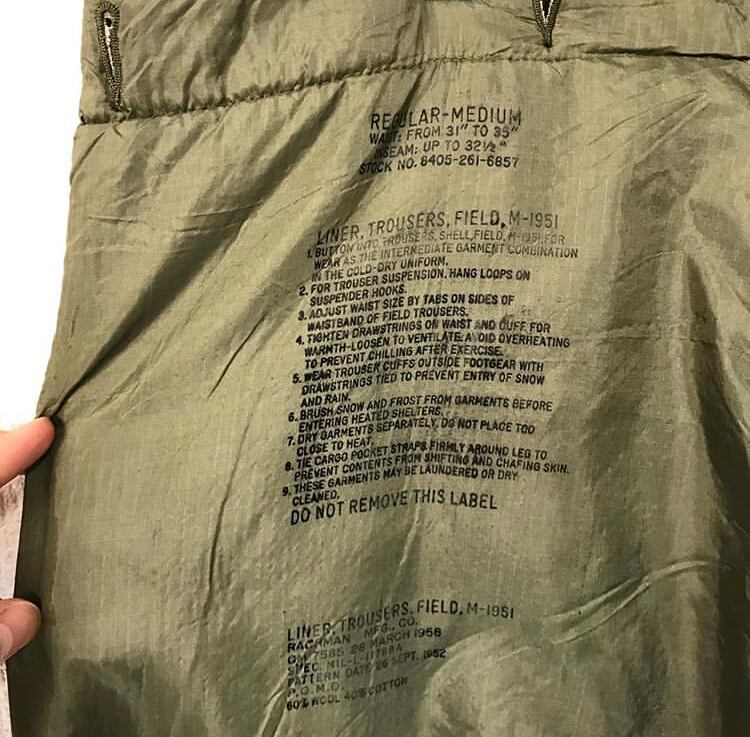 REGULAR-MEDIUM
WAIST: FROM 31" TO 35"
INSEAM: UP TO 32½"
STOCK NO. 8405-261-6857
LINER, TROUSERS, FIELD, M-1951
1. BUTTON INTO TROUSERS, SHELL, FIELD, M-1951, FOR
WEAR AS THE INTERMEDIATE GARMENT COMBINATION
IN THE COLD-DRY UNIFORM.
2. FOR TROUSER SUSPENSION, HANG LOOPS ON
SUSPENDER HOOKS.
3. ADJUST WAIST SIZE BY TABS ON SIDES OF
WAISTBAND OF FIELD TROUSERS.
4. TIGHTEN DRAWSTRINGS ON WAIST AND CUFF FOR
WARMTH-LOOSEN TO VENTILATE. AVOID OVERHEATING
TO PREVENT CHILLING AFTER EXERCISE.
5. WEAR TROUSER CUFFS OUTSIDE FOOTGEAR WITH
DRAWSTRINGS TIED TO PREVENT ENTRY OF SNOW
AND RAIN.
6. BRUSH SNOW AND FROST FROM GARMENTS BEFORE
ENTERING HEATED SHELTERS.
7. DRY GARMENTS SEPARATELY. DO NOT PLACE TOO
CLOSE TO HEAT.
8. TIE CARGO POCKET STRAPS FIRMLY AROUND LEG TO
PREVENT CONTENTS FROM SHIFTING AND CHAFING SKIN.
9. THESE GARMENTS MAY BE LAUNDERED OR DRY
CLEANED.
DO NOT REMOVE THIS LABEL
LINER, TROUSERS, FIELD, M-1951
RACHMAN MFG. CO.
QM 7585 28 MARCH 1956
SPEC. MIL-L-11788A
PATTERN DATE 26 SEPT. 1952
P.Q.M.D.
60% WOOL 40% COTTON